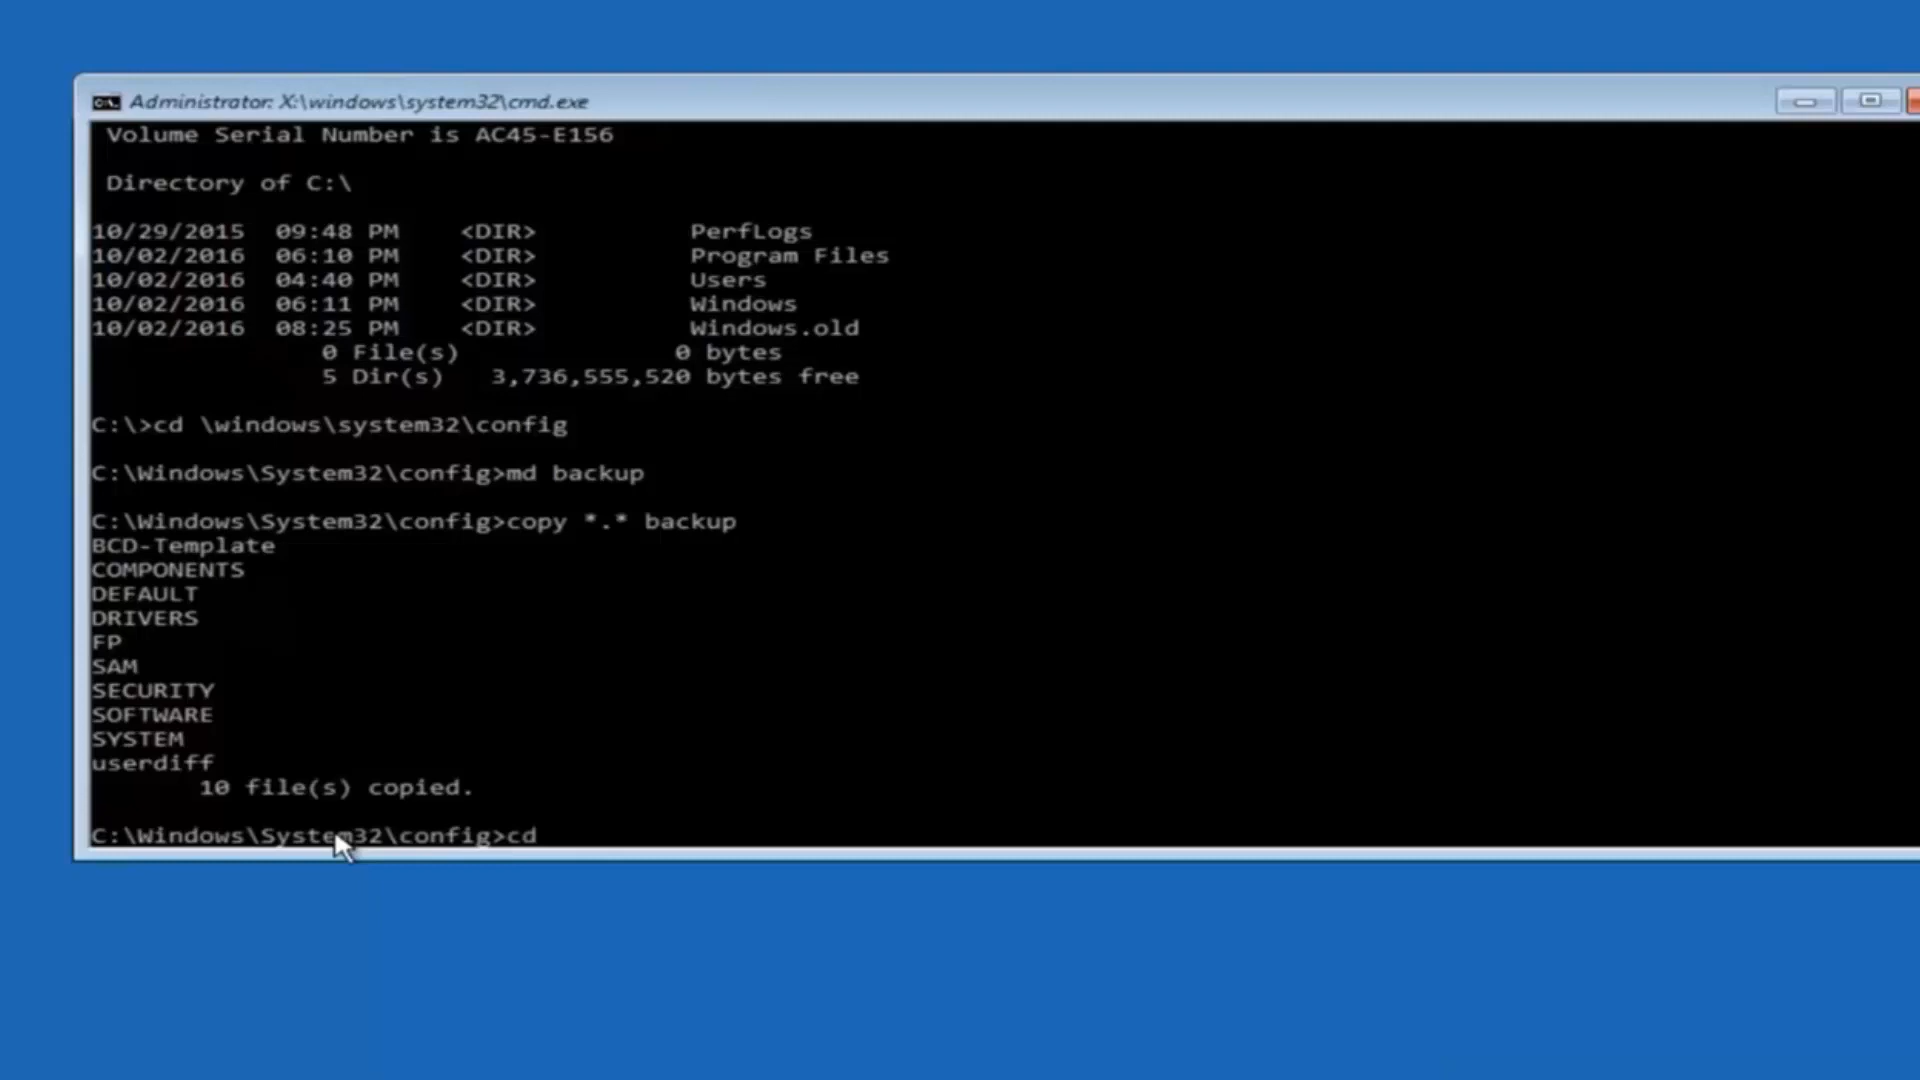 Administrator: X:\windows\system32\cmd.exe
Volume Serial Number is AC45-E156
Directory of C:\
10/29/2015  09:48 PM    <DIR>          PerfLogs
10/02/2016  06:10 PM    <DIR>          Program Files
10/02/2016  04:40 PM    <DIR>          Users
10/02/2016  06:11 PM    <DIR>          Windows
10/02/2016  08:25 PM    <DIR>          Windows.old
0 File(s)              0 bytes
5 Dir(s)   3,736,555,520 bytes free
C:\>cd \windows\system32\config
C:\Windows\System32\config>md backup
C:\Windows\System32\config>copy *.* backup
BCD-Template
COMPONENTS
DEFAULT
DRIVERS
FP
SAM
SECURITY
SOFTWARE
SYSTEM
userdiff
10 file(s) copied.
C:\Windows\System32\config>cd